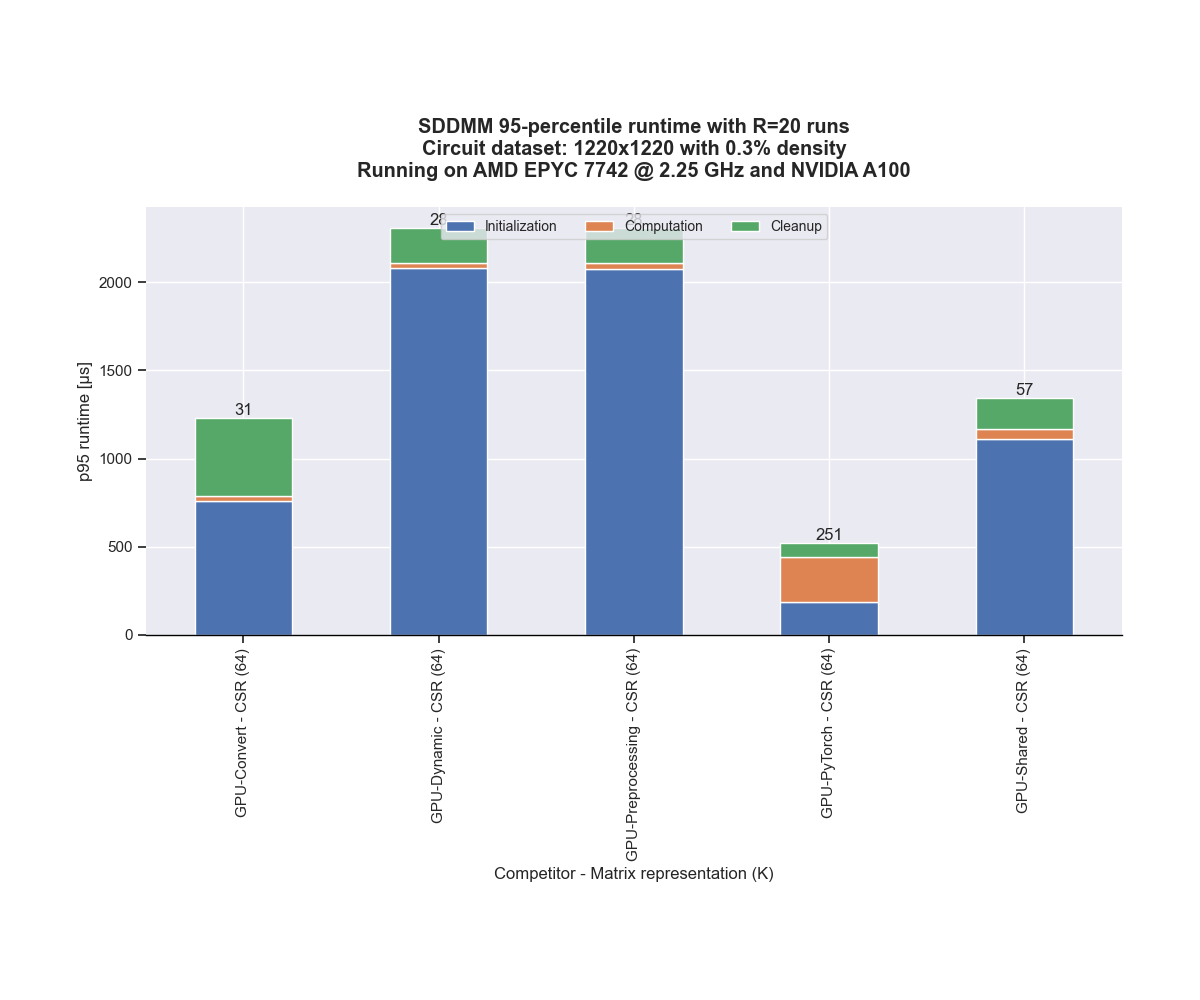 SDDMM 95-percentile runtime with R=20 runs
Circuit dataset: 1220x1220 with 0.3% density
Running on AMD EPYC 7742 @ 2.25 GHz and NVIDIA A100
28
28
Initialization
Computation
Cleanup
2000
1500
1000
500
0
p95 runtime [μs]
31
251
57
GPU-Convert - CSR (64)
GPU-Dynamic - CSR (64)
GPU-Preprocessing - CSR (64)
GPU-PyTorch - CSR (64)
GPU-Shared - CSR (64)
Competitor - Matrix representation (K)